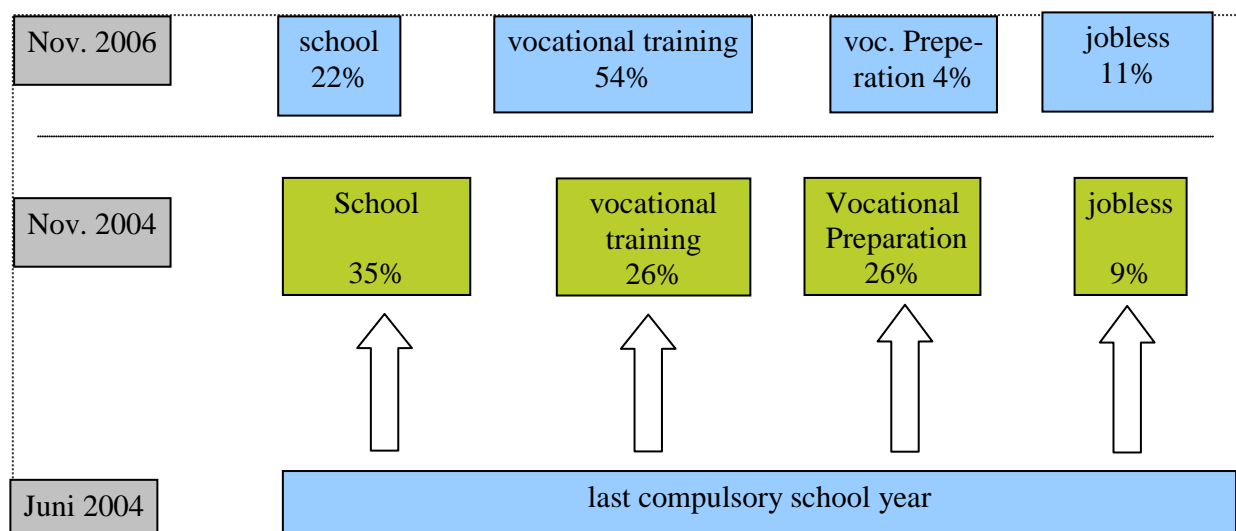 Nov. 2006
school
22%
vocational training
54%
voc. Prepe-
ration 4%
jobless
11%
Nov. 2004
School
35%
vocational
training
26%
Vocational
Preparation
26%
jobless
9%
Juni 2004
last compulsory school year